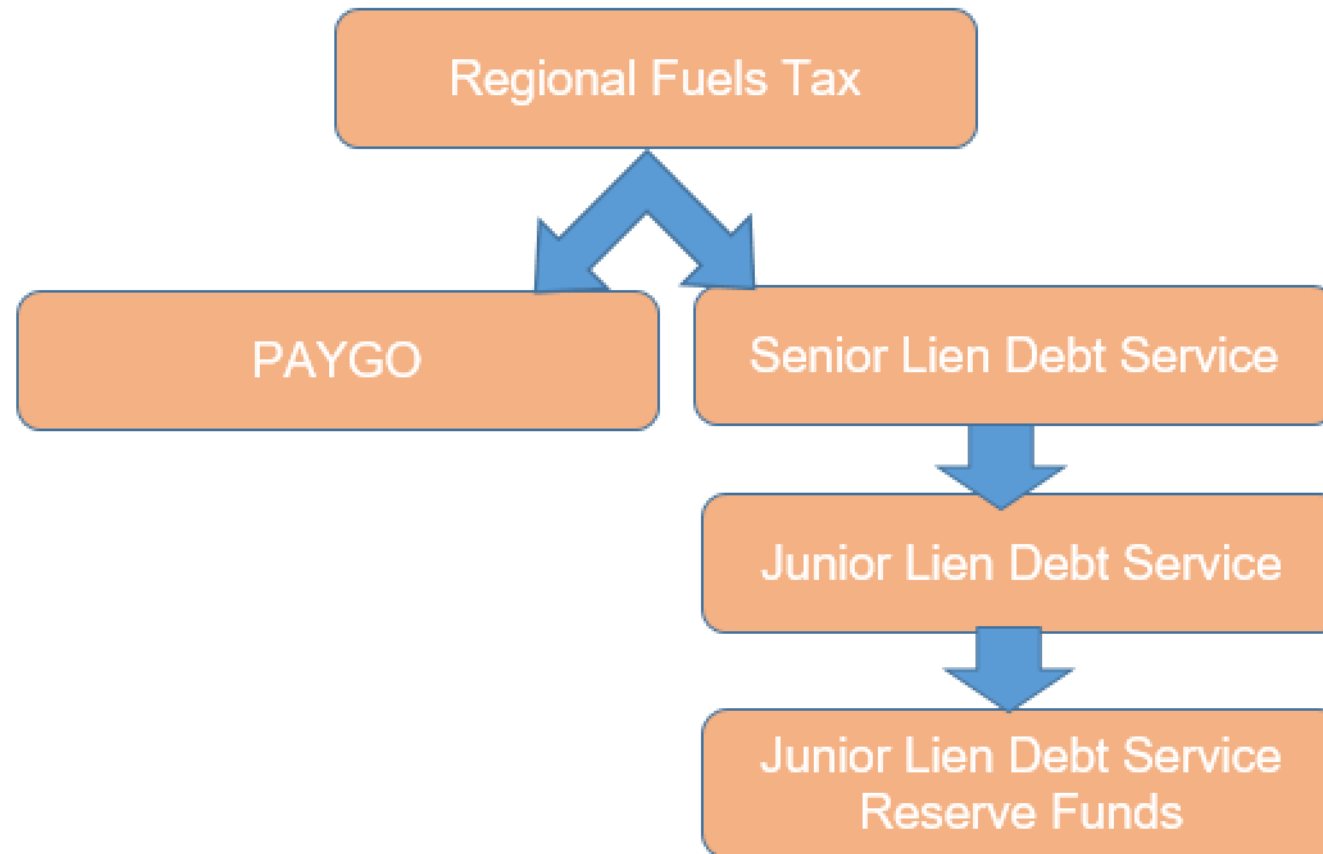 Regional Fuels Tax
PAYGO
Senior Lien Debt Service
Junior Lien Debt Service
Junior Lien Debt Service
Reserve Funds